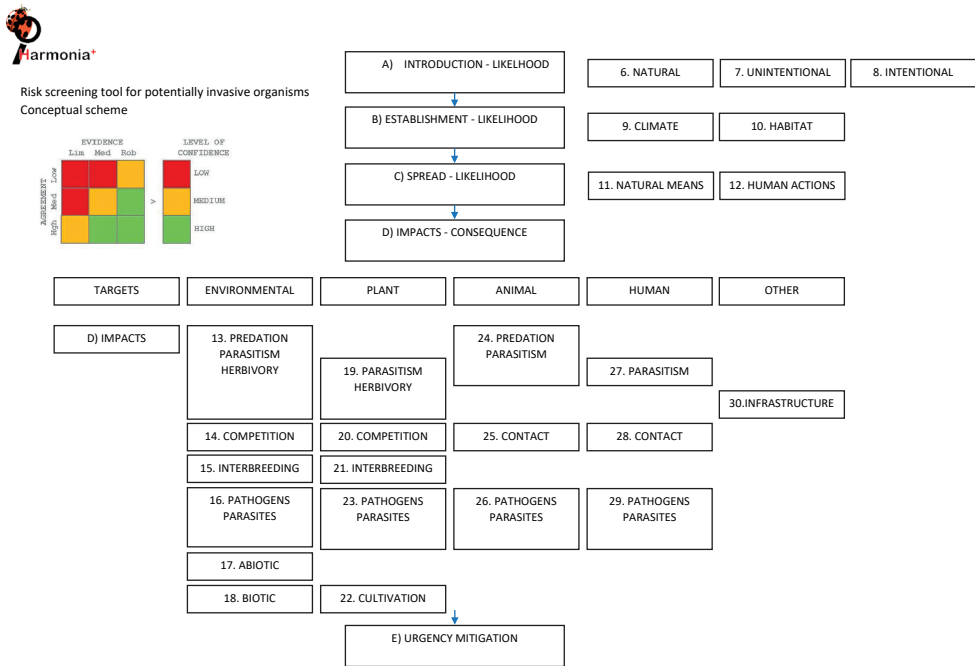 Harmonia+
Risk screening tool for potentially invasive organisms
Conceptual scheme
EVIDENCE
Lim Med Rob
LEVEL OF
CONFIDENCE
AGREEMENT
Low
Med
Hgh
>
LOW
MEDIUM
HIGH
A) INTRODUCTION - LIKELHOOD
6. NATURAL
7. UNINTENTIONAL
8. INTENTIONAL
B) ESTABLISHMENT - LIKELIHOOD
9. CLIMATE
10. HABITAT
C) SPREAD - LIKELIHOOD
11. NATURAL MEANS
12. HUMAN ACTIONS
D) IMPACTS - CONSEQUENCE
TARGETS
ENVIRONMENTAL
PLANT
ANIMAL
HUMAN
OTHER
D) IMPACTS
13. PREDATION
PARASITISM
HERBIVORY
19. PARASITISM
HERBIVORY
24. PREDATION
PARASITISM
27. PARASITISM
30.INFRASTRUCTURE
14. COMPETITION
20. COMPETITION
25. CONTACT
28. CONTACT
15. INTERBREEDING
21. INTERBREEDING
16. PATHOGENS
PARASITES
23. PATHOGENS
PARASITES
26. PATHOGENS
PARASITES
29. PATHOGENS
PARASITES
17. ABIOTIC
18. BIOTIC
22. CULTIVATION
E) URGENCY MITIGATION